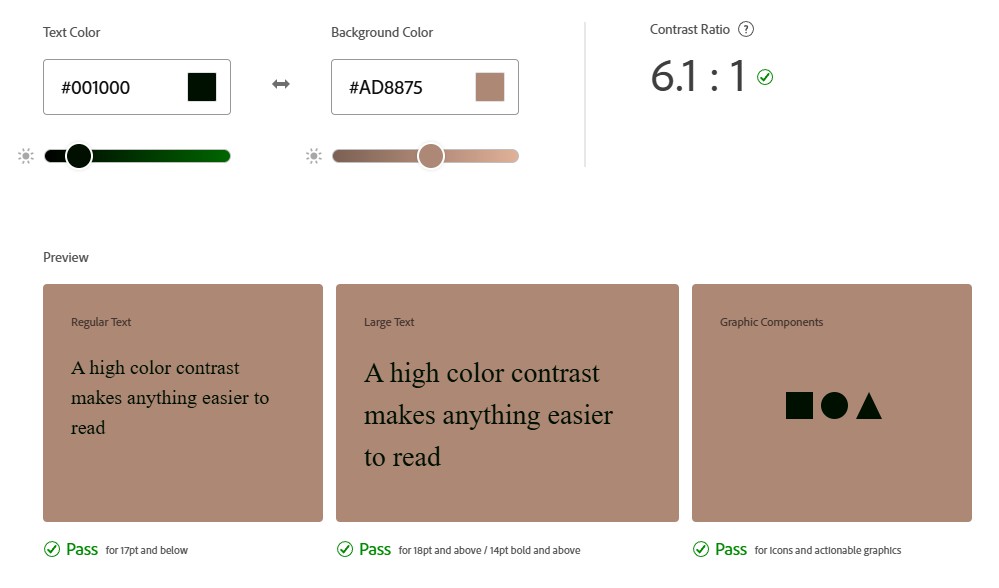 Text Color
Background Color
Contrast Ratio ?
#001000
#AD8875
6.1 : 1
Preview
Regular Text
A high color contrast
makes anything easier to
read
Large Text
A high color contrast
makes anything easier
to read
Graphic Components
Pass for 17pt and below
Pass for 18pt and above / 14pt bold and above
Pass for icons and actionable graphics